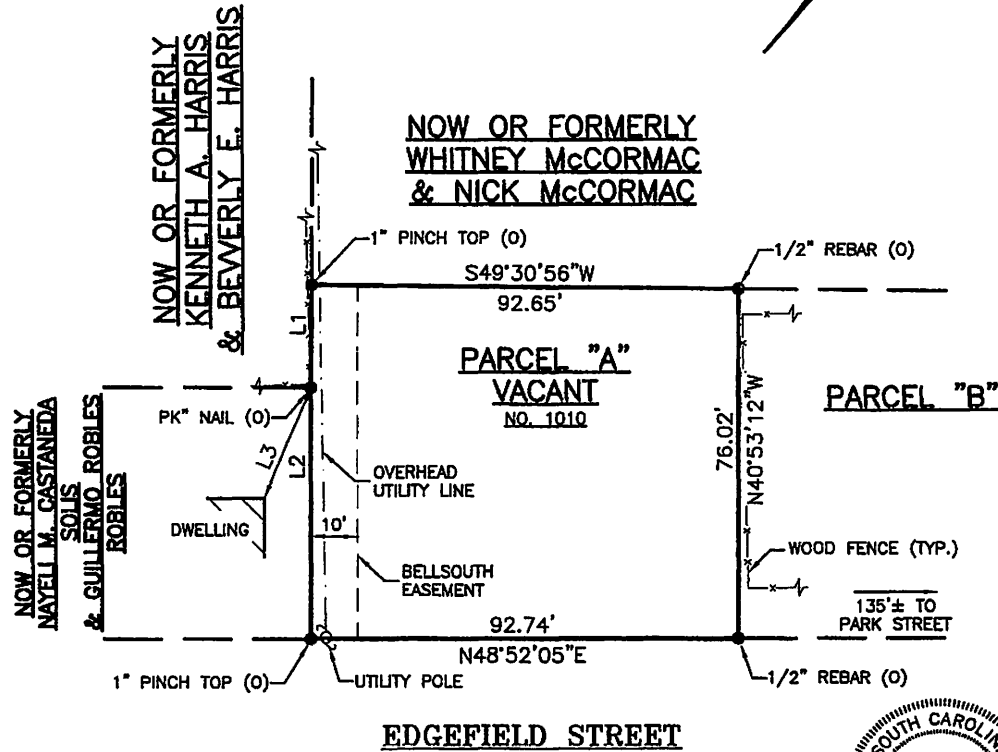 NOW OR FORMERLY
KENNETH A. HARRIS
& BEWERLY E. HARRIS
NOW OR FORMERLY
WHITNEY McCORMAC
& NICK McCORMAC
1" PINCH TOP (O)
1/2" REBAR (O)
S49°30'56"W
92.65'
L1
PARCEL "A"
VACANT
NO. 1010
PARCEL "B"
PK" NAIL (O)
76.02'
N40°53'12"W
NOW OR FORMERLY
NAYELL M. CASTANEDA
SOLIS
& GUILLERMO ROBLES
ROBLES
L3
L2
OVERHEAD
UTILITY LINE
DWELLING
10'
BELLSOUTH
EASEMENT
WOOD FENCE (TYP.)
135'± TO
PARK STREET
92.74'
N48°52'05"E
1" PINCH TOP (O)
UTILITY POLE
1/2" REBAR (O)
EDGEFIELD STREET
SOUTH CAROLIN